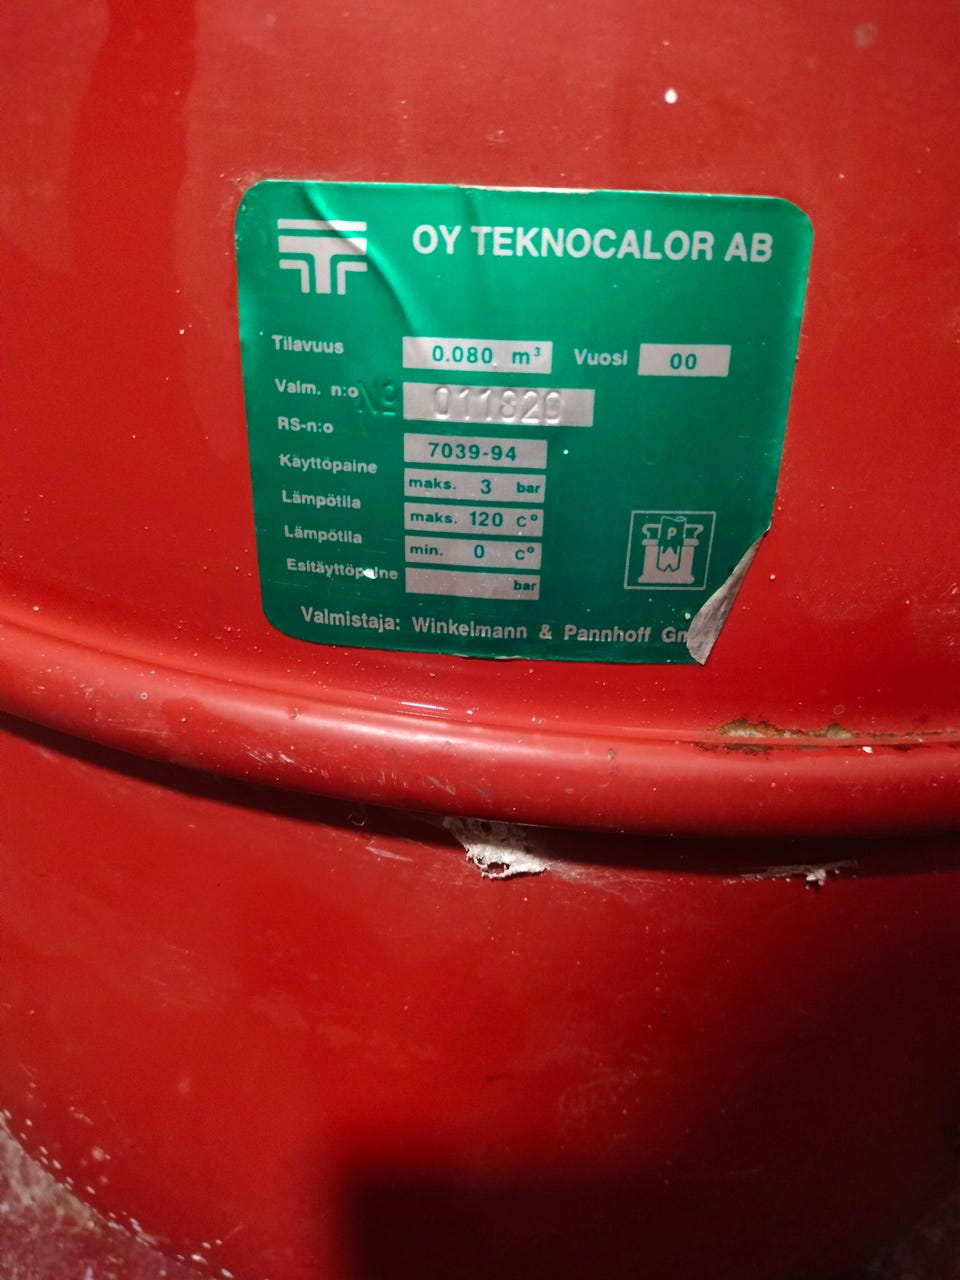 OY TEKNOCALOR AB
Tilavuus 0.080 m³ Vuosi 00
Valm. n:o Nº 011820
RS-n:o 7039-94
Käyttöpaine maks. 3 bar
Lämpötila maks. 120 C°
Lämpötila min. 0 C°
Esitäyttöpaine bar
P
W
Valmistaja: Winkelmann & Pannhoff